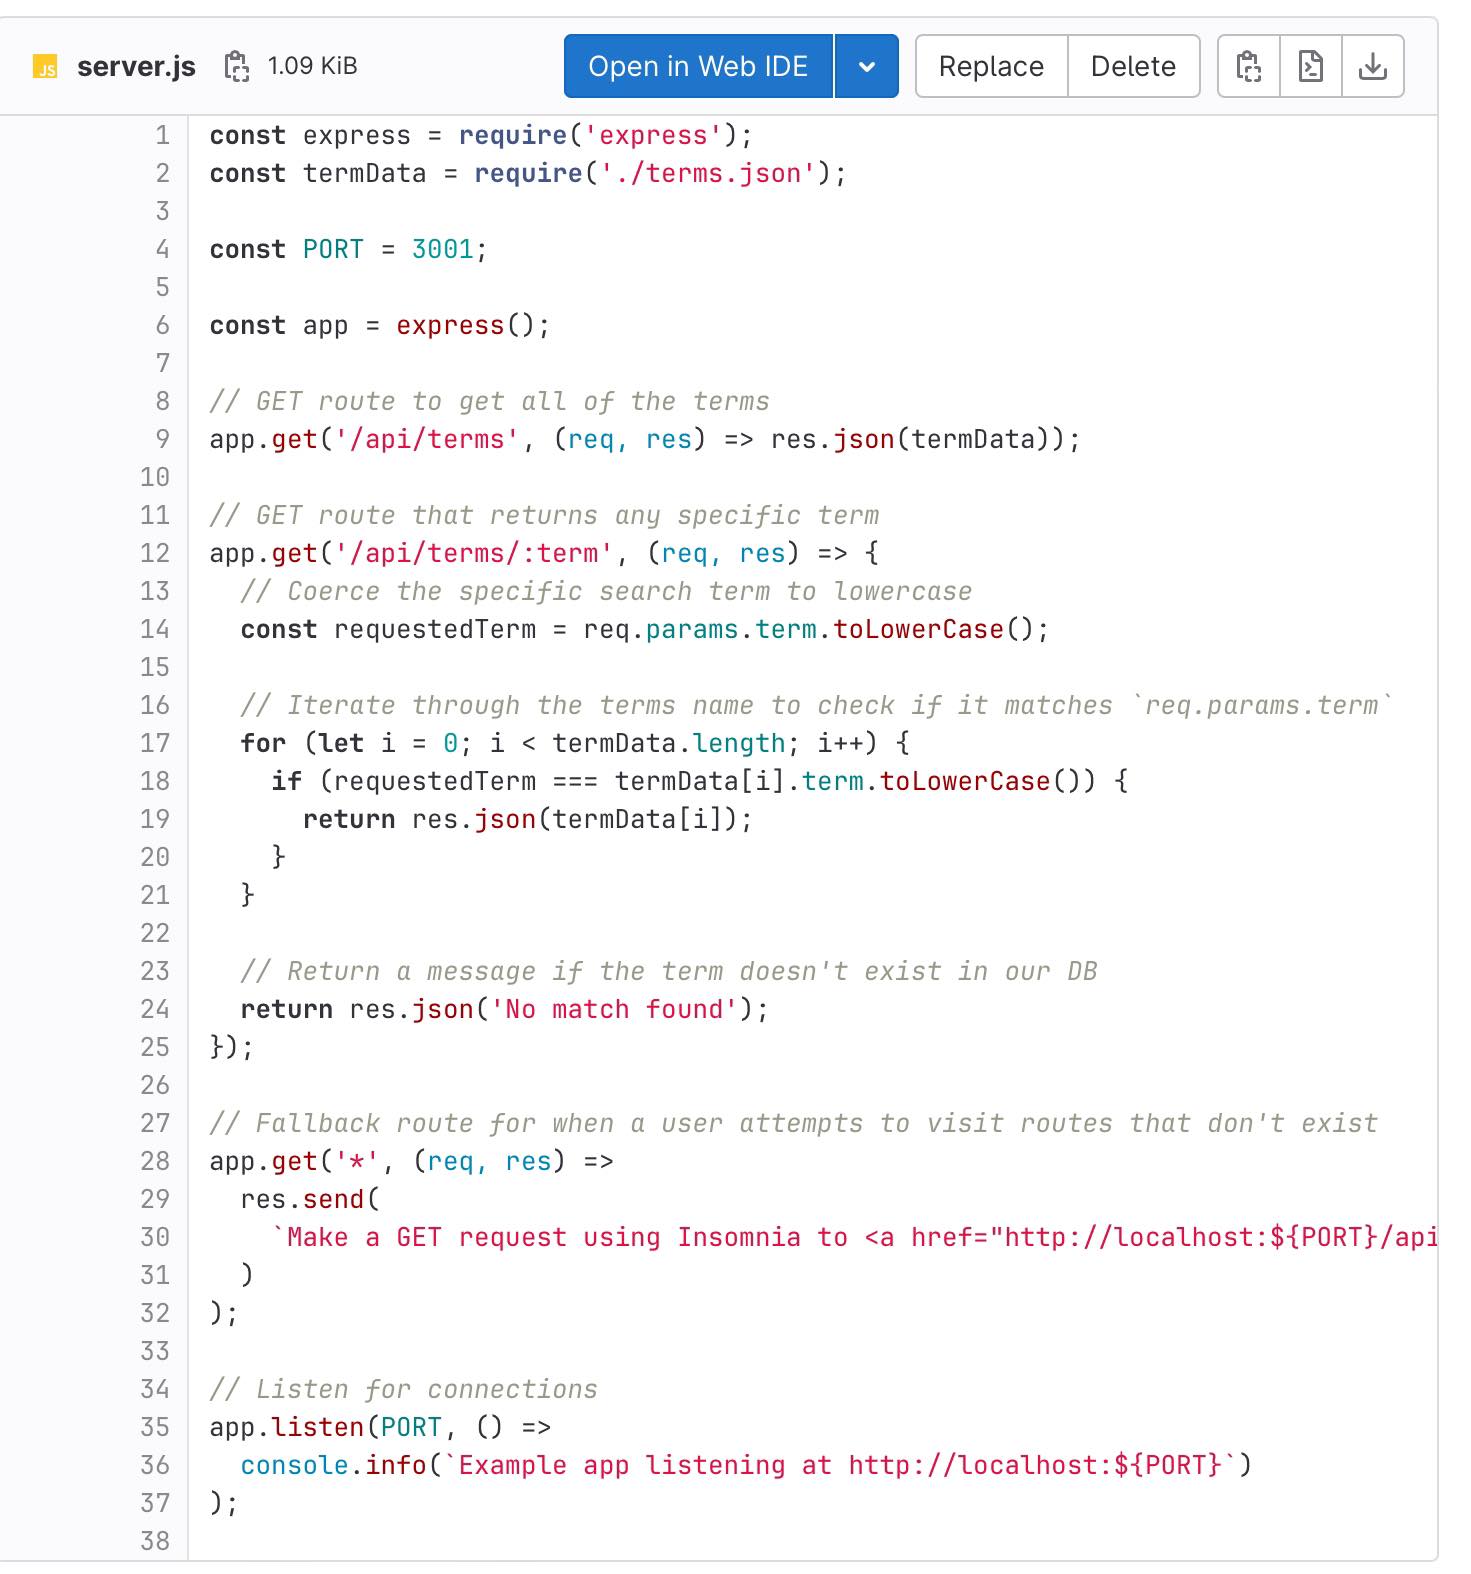 JS server.js 1.09 KiB Open in Web IDE Replace Delete
1 const express = require('express');
2 const termData = require('./terms.json');
3
4 const PORT = 3001;
5
6 const app = express();
7
8 // GET route to get all of the terms
9 app.get('/api/terms', (req, res) => res.json(termData));
10
11 // GET route that returns any specific term
12 app.get('/api/terms/:term', (req, res) => {
13   // Coerce the specific search term to lowercase
14   const requestedTerm = req.params.term.toLowerCase();
15
16   // Iterate through the terms name to check if it matches `req.params.term`
17   for (let i = 0; i < termData.length; i++) {
18     if (requestedTerm === termData[i].term.toLowerCase()) {
19       return res.json(termData[i]);
20     }
21   }
22
23   // Return a message if the term doesn't exist in our DB
24   return res.json('No match found');
25 });
26
27 // Fallback route for when a user attempts to visit routes that don't exist
28 app.get('*', (req, res) =>
29   res.send(
30     `Make a GET request using Insomnia to <a href="http://localhost:${PORT}/api
31   )
32 );
33
34 // Listen for connections
35 app.listen(PORT, () =>
36   console.info(`Example app listening at http://localhost:${PORT}`)
37 );
38